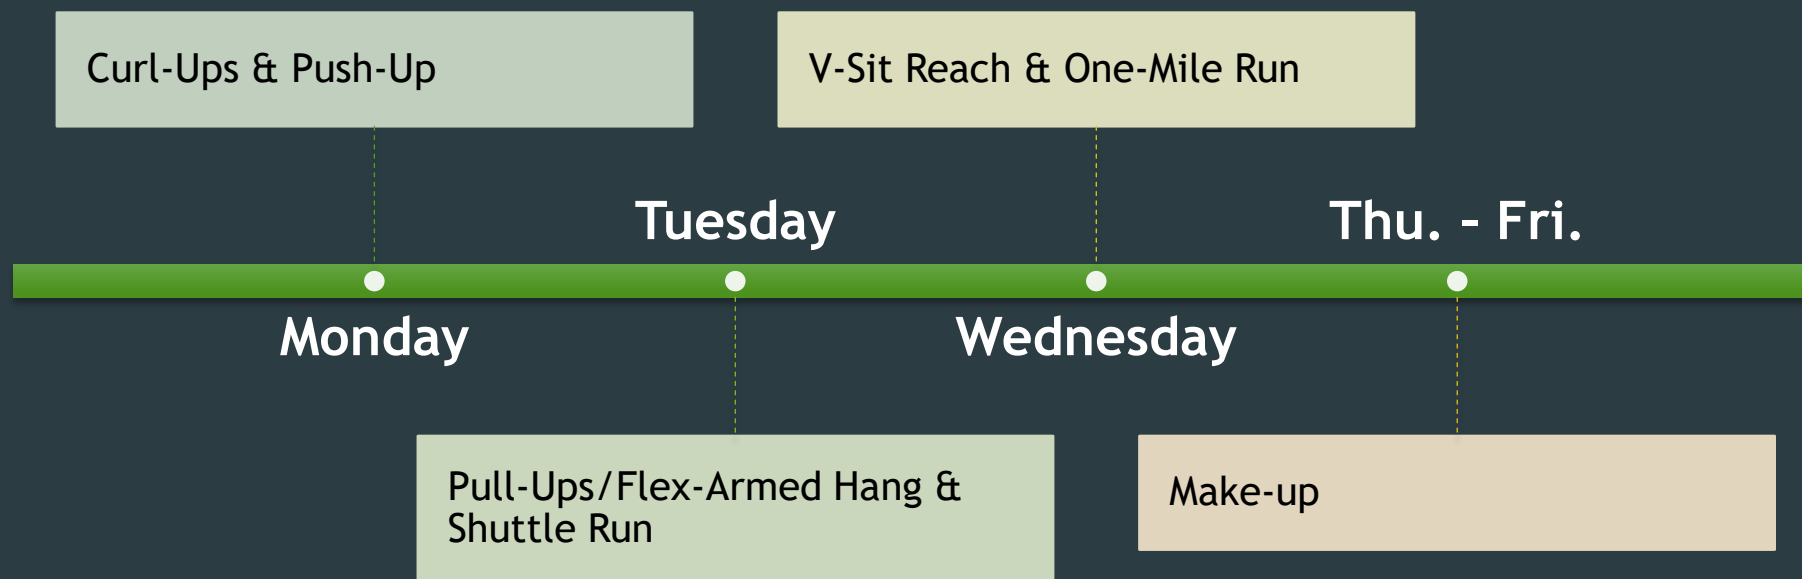 Curl-Ups & Push-Up
V-Sit Reach & One-Mile Run
Tuesday
Thu. – Fri.
Monday
Wednesday
Pull-Ups/Flex-Armed Hang &
Shuttle Run
Make-up